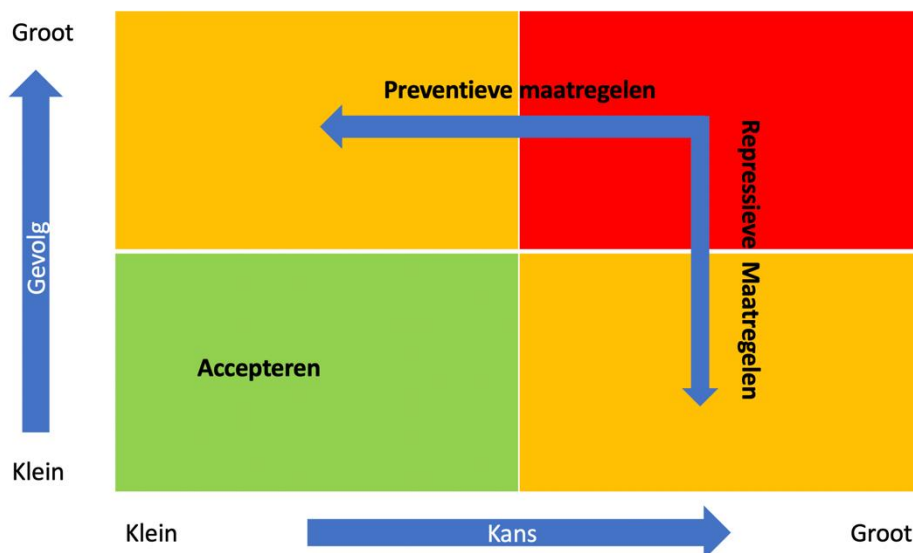 Groot
Preventieve maatregelen
Repressieve Maatregelen
Gevolg
Accepteren
Klein
Klein
Kans
Groot